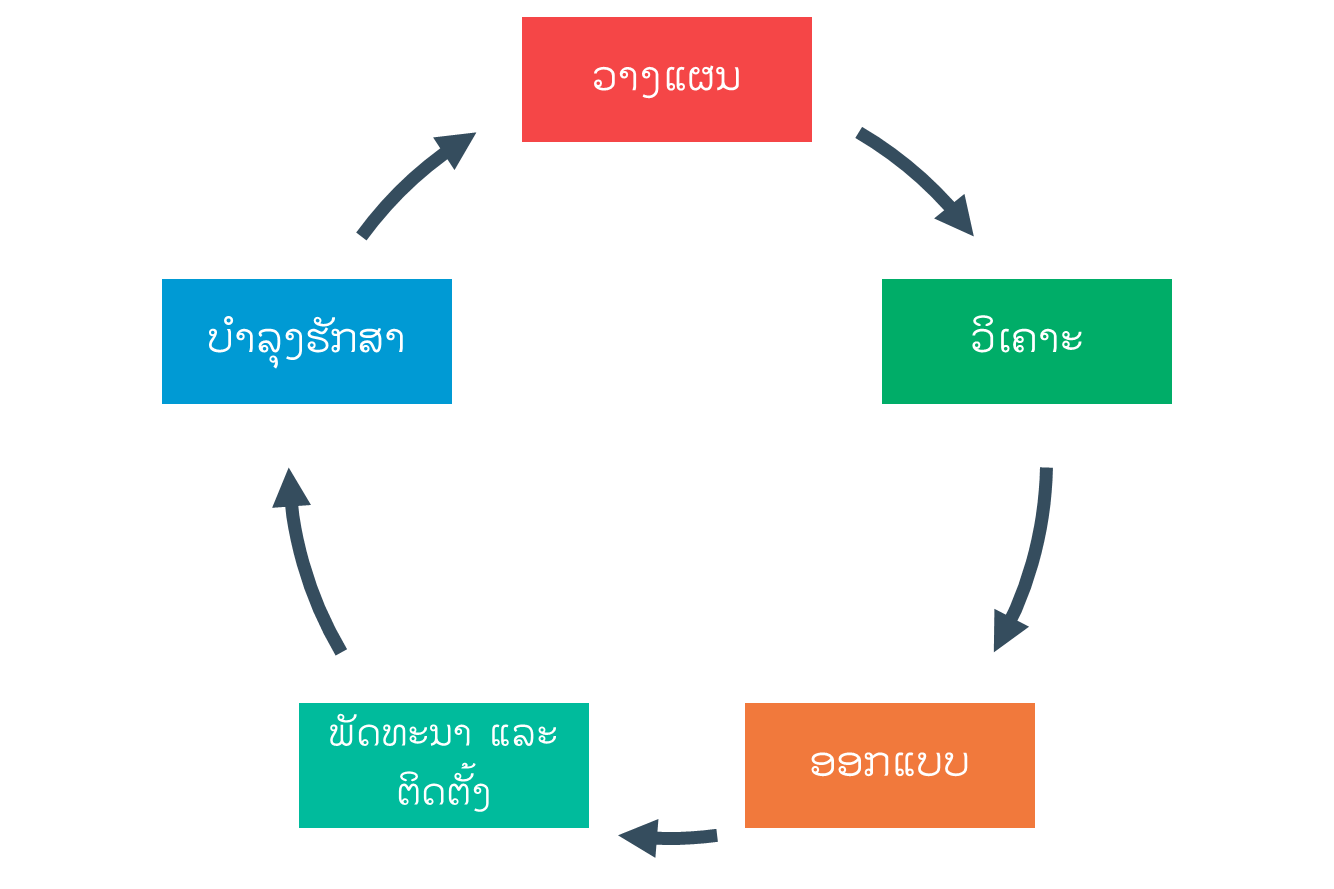 ວາງແຜນ
ວິເຄາະ
ອອກແບບ
ພັດທະນາ ແລະ
ຕິດຕັ້ງ
ບໍາລຸງຮັກສາ